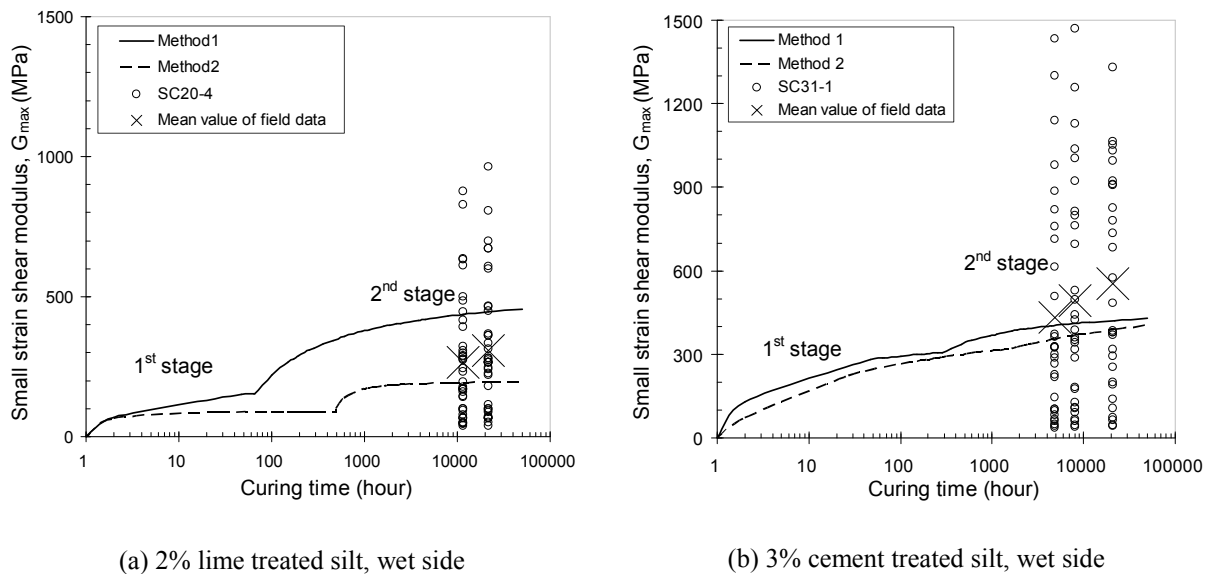 1500
1000
500
0
Small strain shear modulus, Gmax (MPa)
Method1
Method2
SC20-4
Mean value of field data
1st stage
2nd stage
1 10 100 1000 10000 100000
Curing time (hour)
(a) 2% lime treated silt, wet side
1500
1200
900
600
300
0
Small strain shear modulus, Gmax (MPa)
Method 1
Method 2
SC31-1
Mean value of field data
1st stage
2nd stage
1 10 100 1000 10000 100000
Curing time (hour)
(b) 3% cement treated silt, wet side